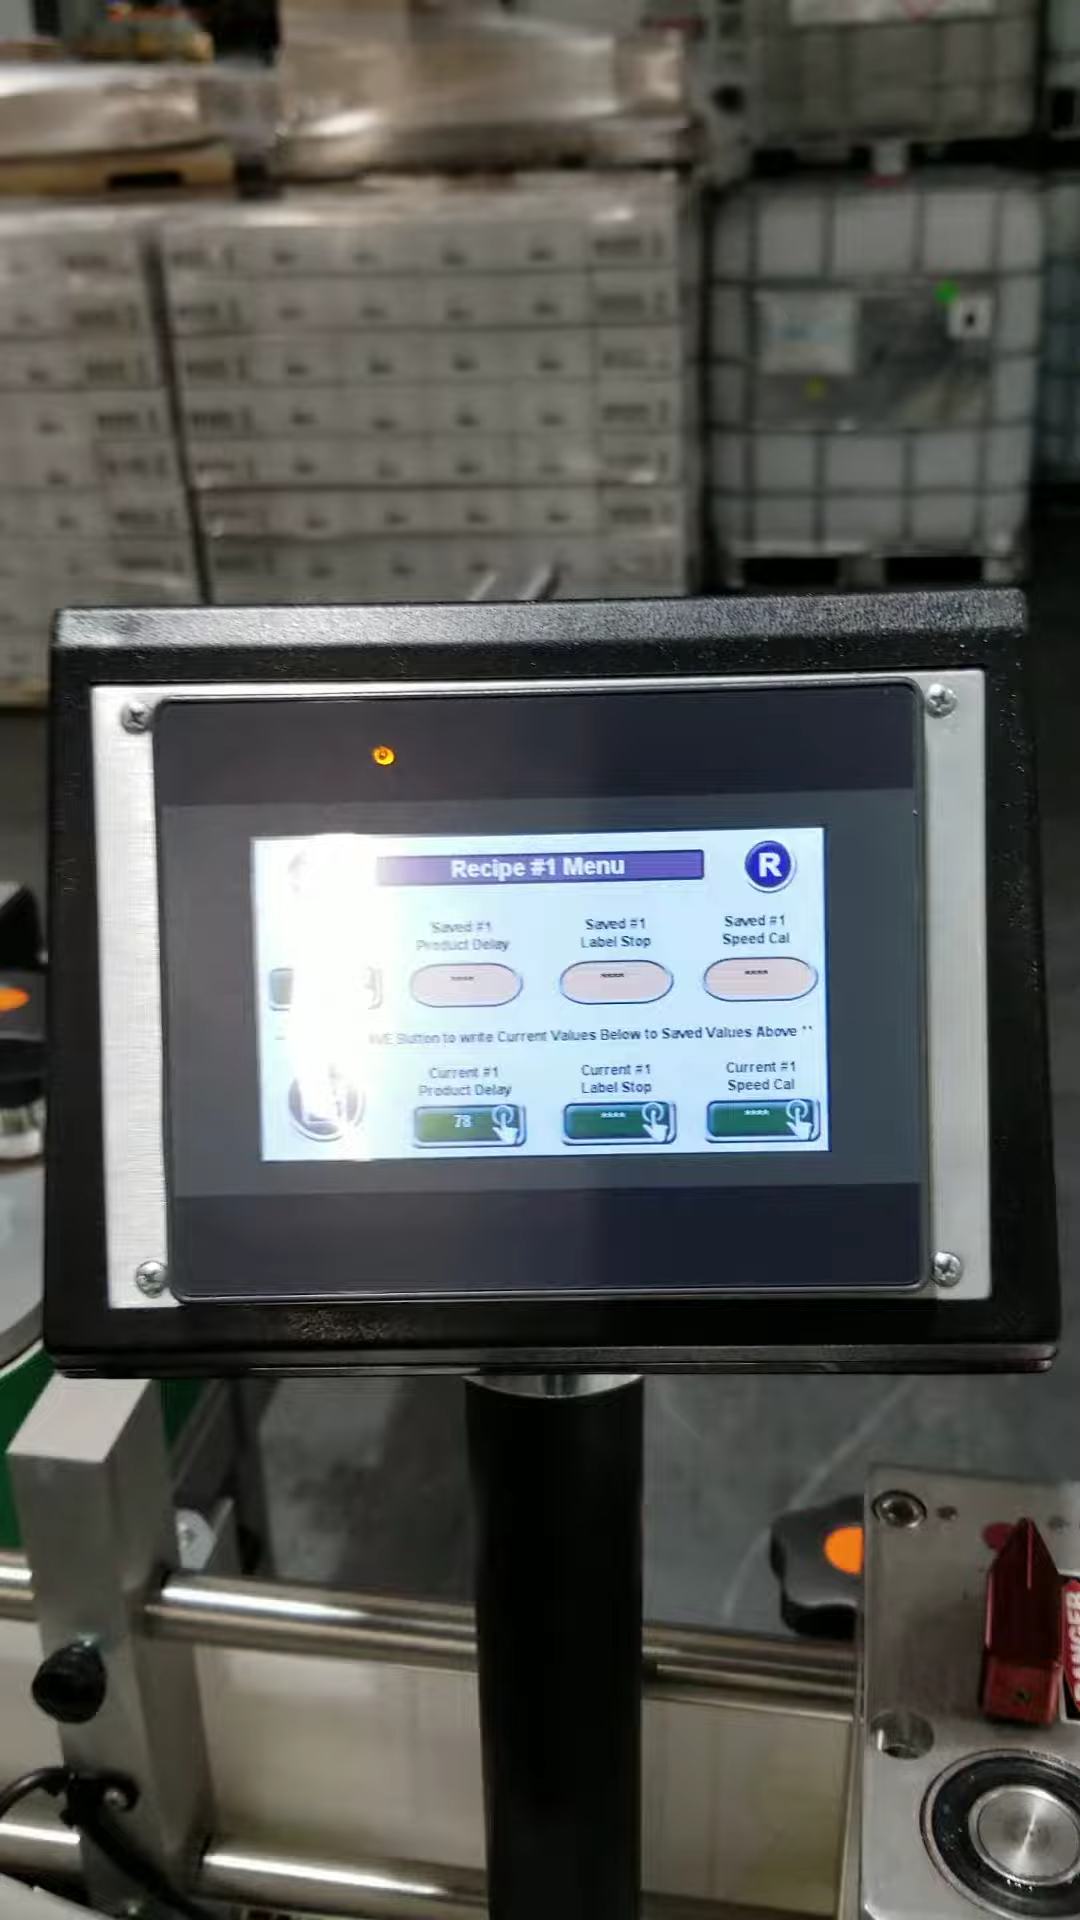 Recipe #1 Menu
R
Saved #1
Product Delay
Saved #1
Label Stop
Saved #1
Speed Cal
****
****
****
Button to write Current Values Below to Saved Values Above **
Current #1
Product Delay
Current #1
Label Stop
Current #1
Speed Cal
78
****
****